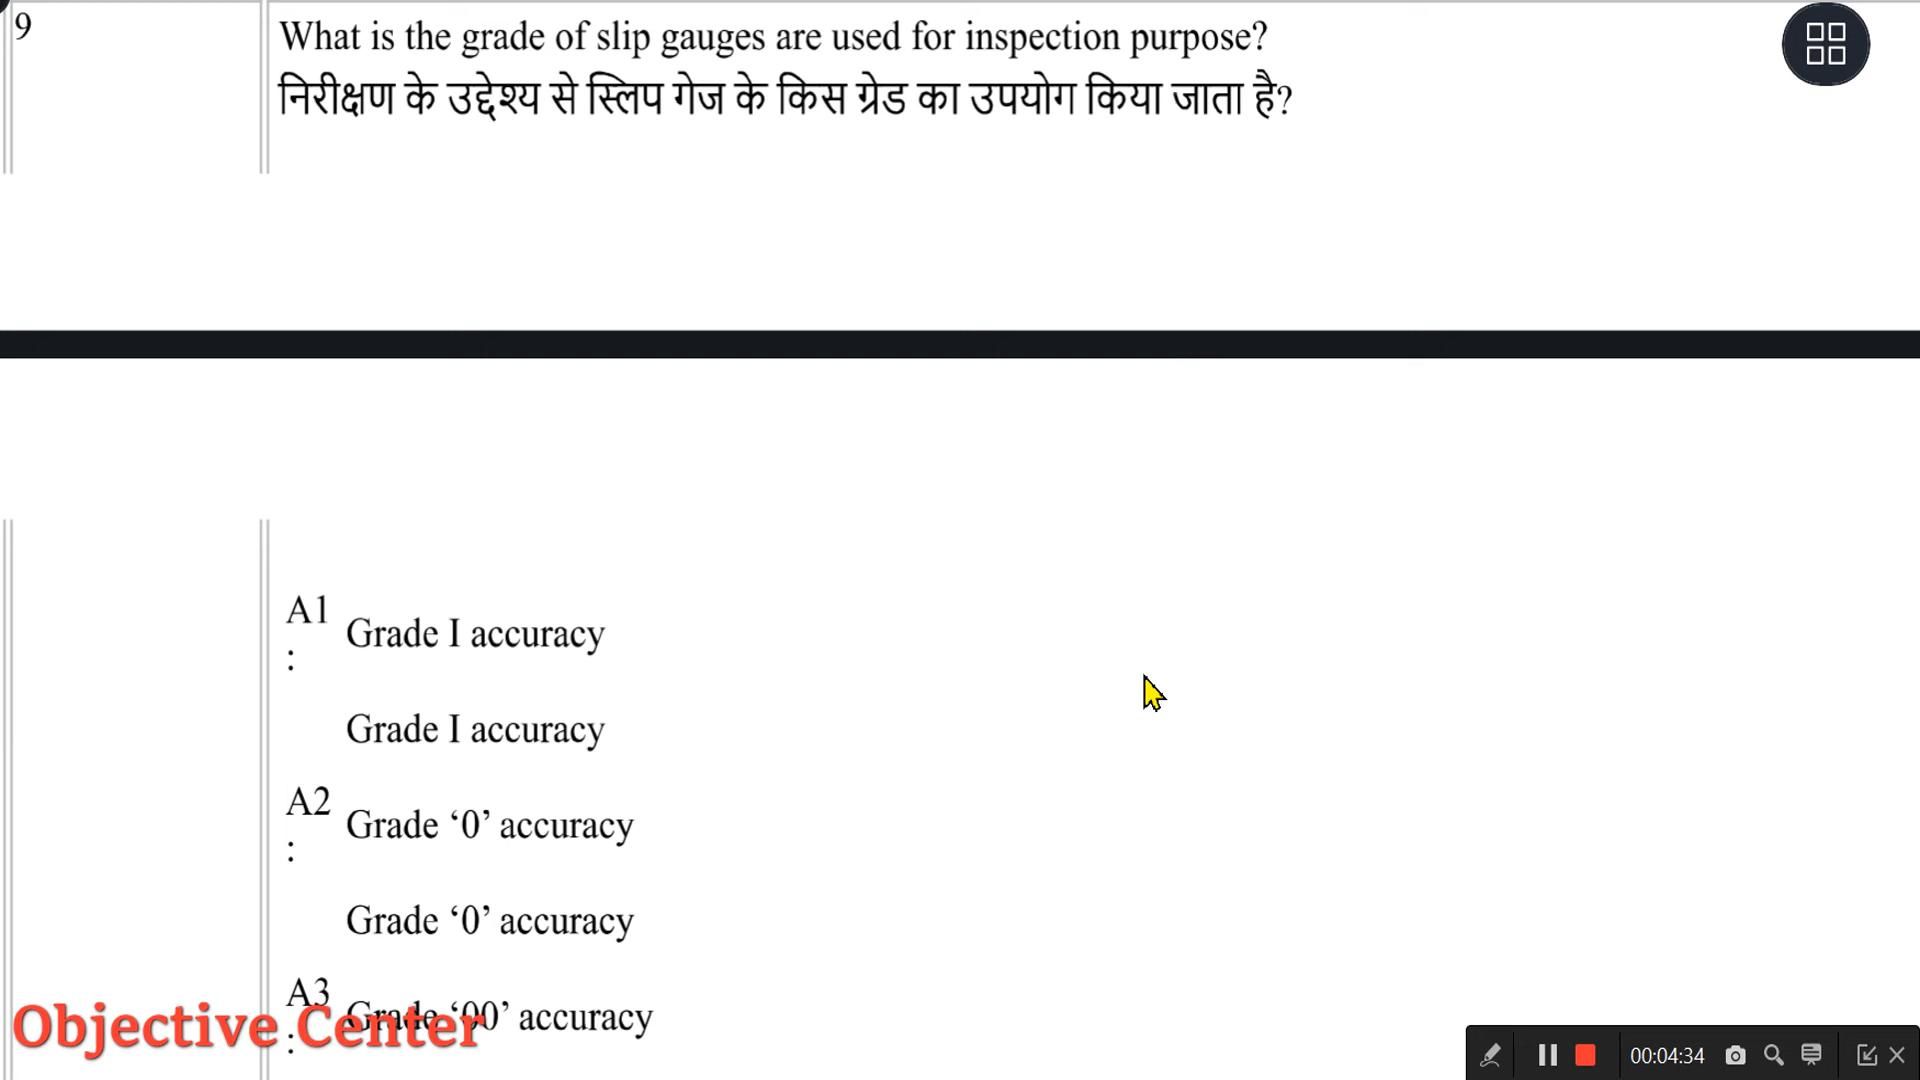 9
What is the grade of slip gauges are used for inspection purpose?
निरीक्षण के उद्देश्य से स्लिप गेज के किस ग्रेड का उपयोग किया जाता है?
A1
:
Grade I accuracy
Grade I accuracy
A2
:
Grade ‘0’ accuracy
Grade ‘0’ accuracy
A3
:
Grade ‘00’ accuracy
Objective Center
00:04:34